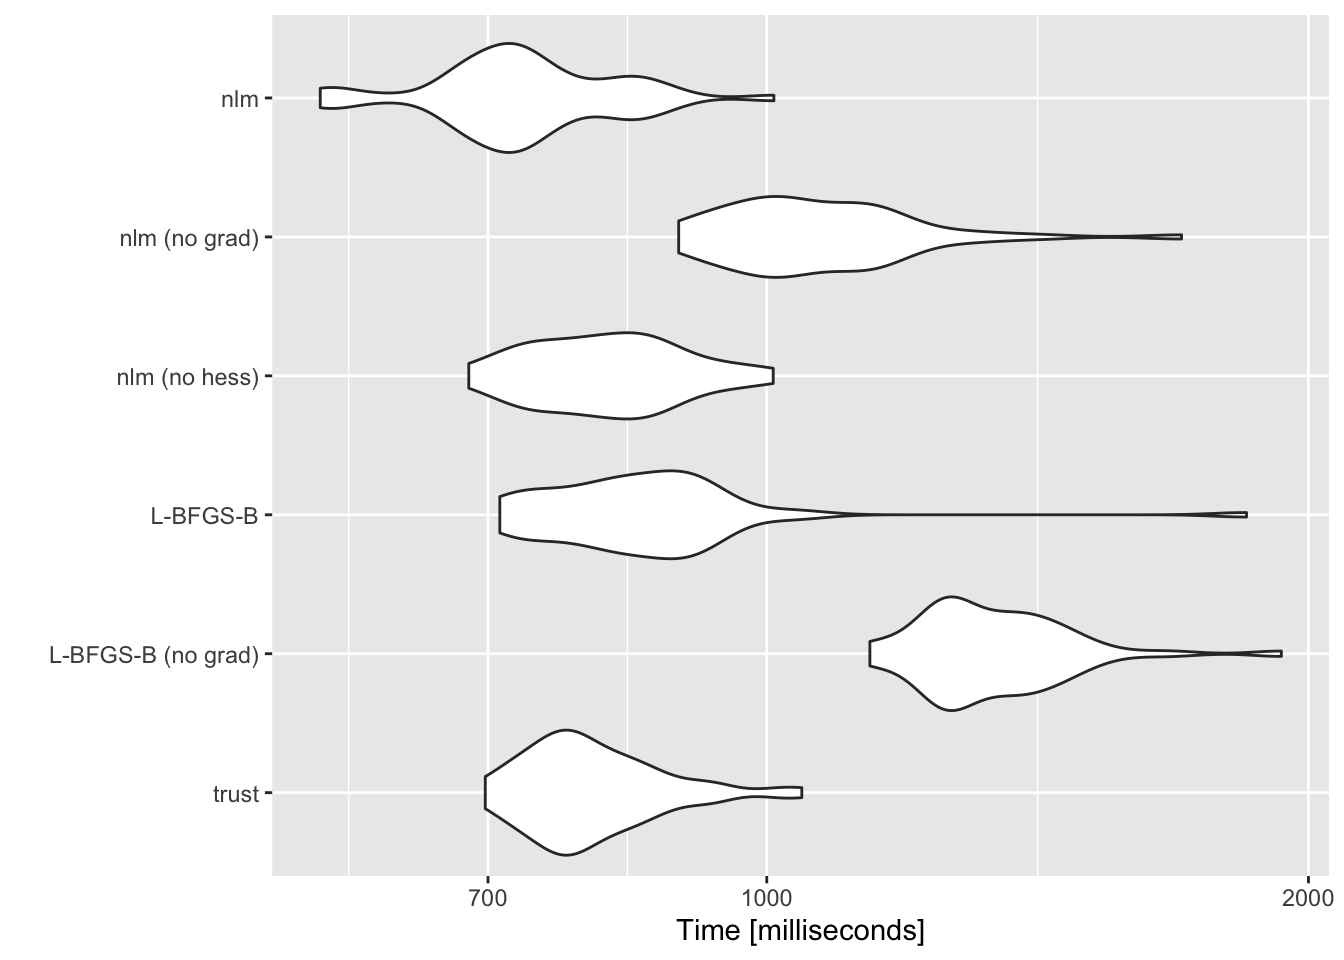 nlm
nlm (no grad)
nlm (no hess)
L-BFGS-B
L-BFGS-B (no grad)
trust
700 1000 2000
Time [milliseconds]